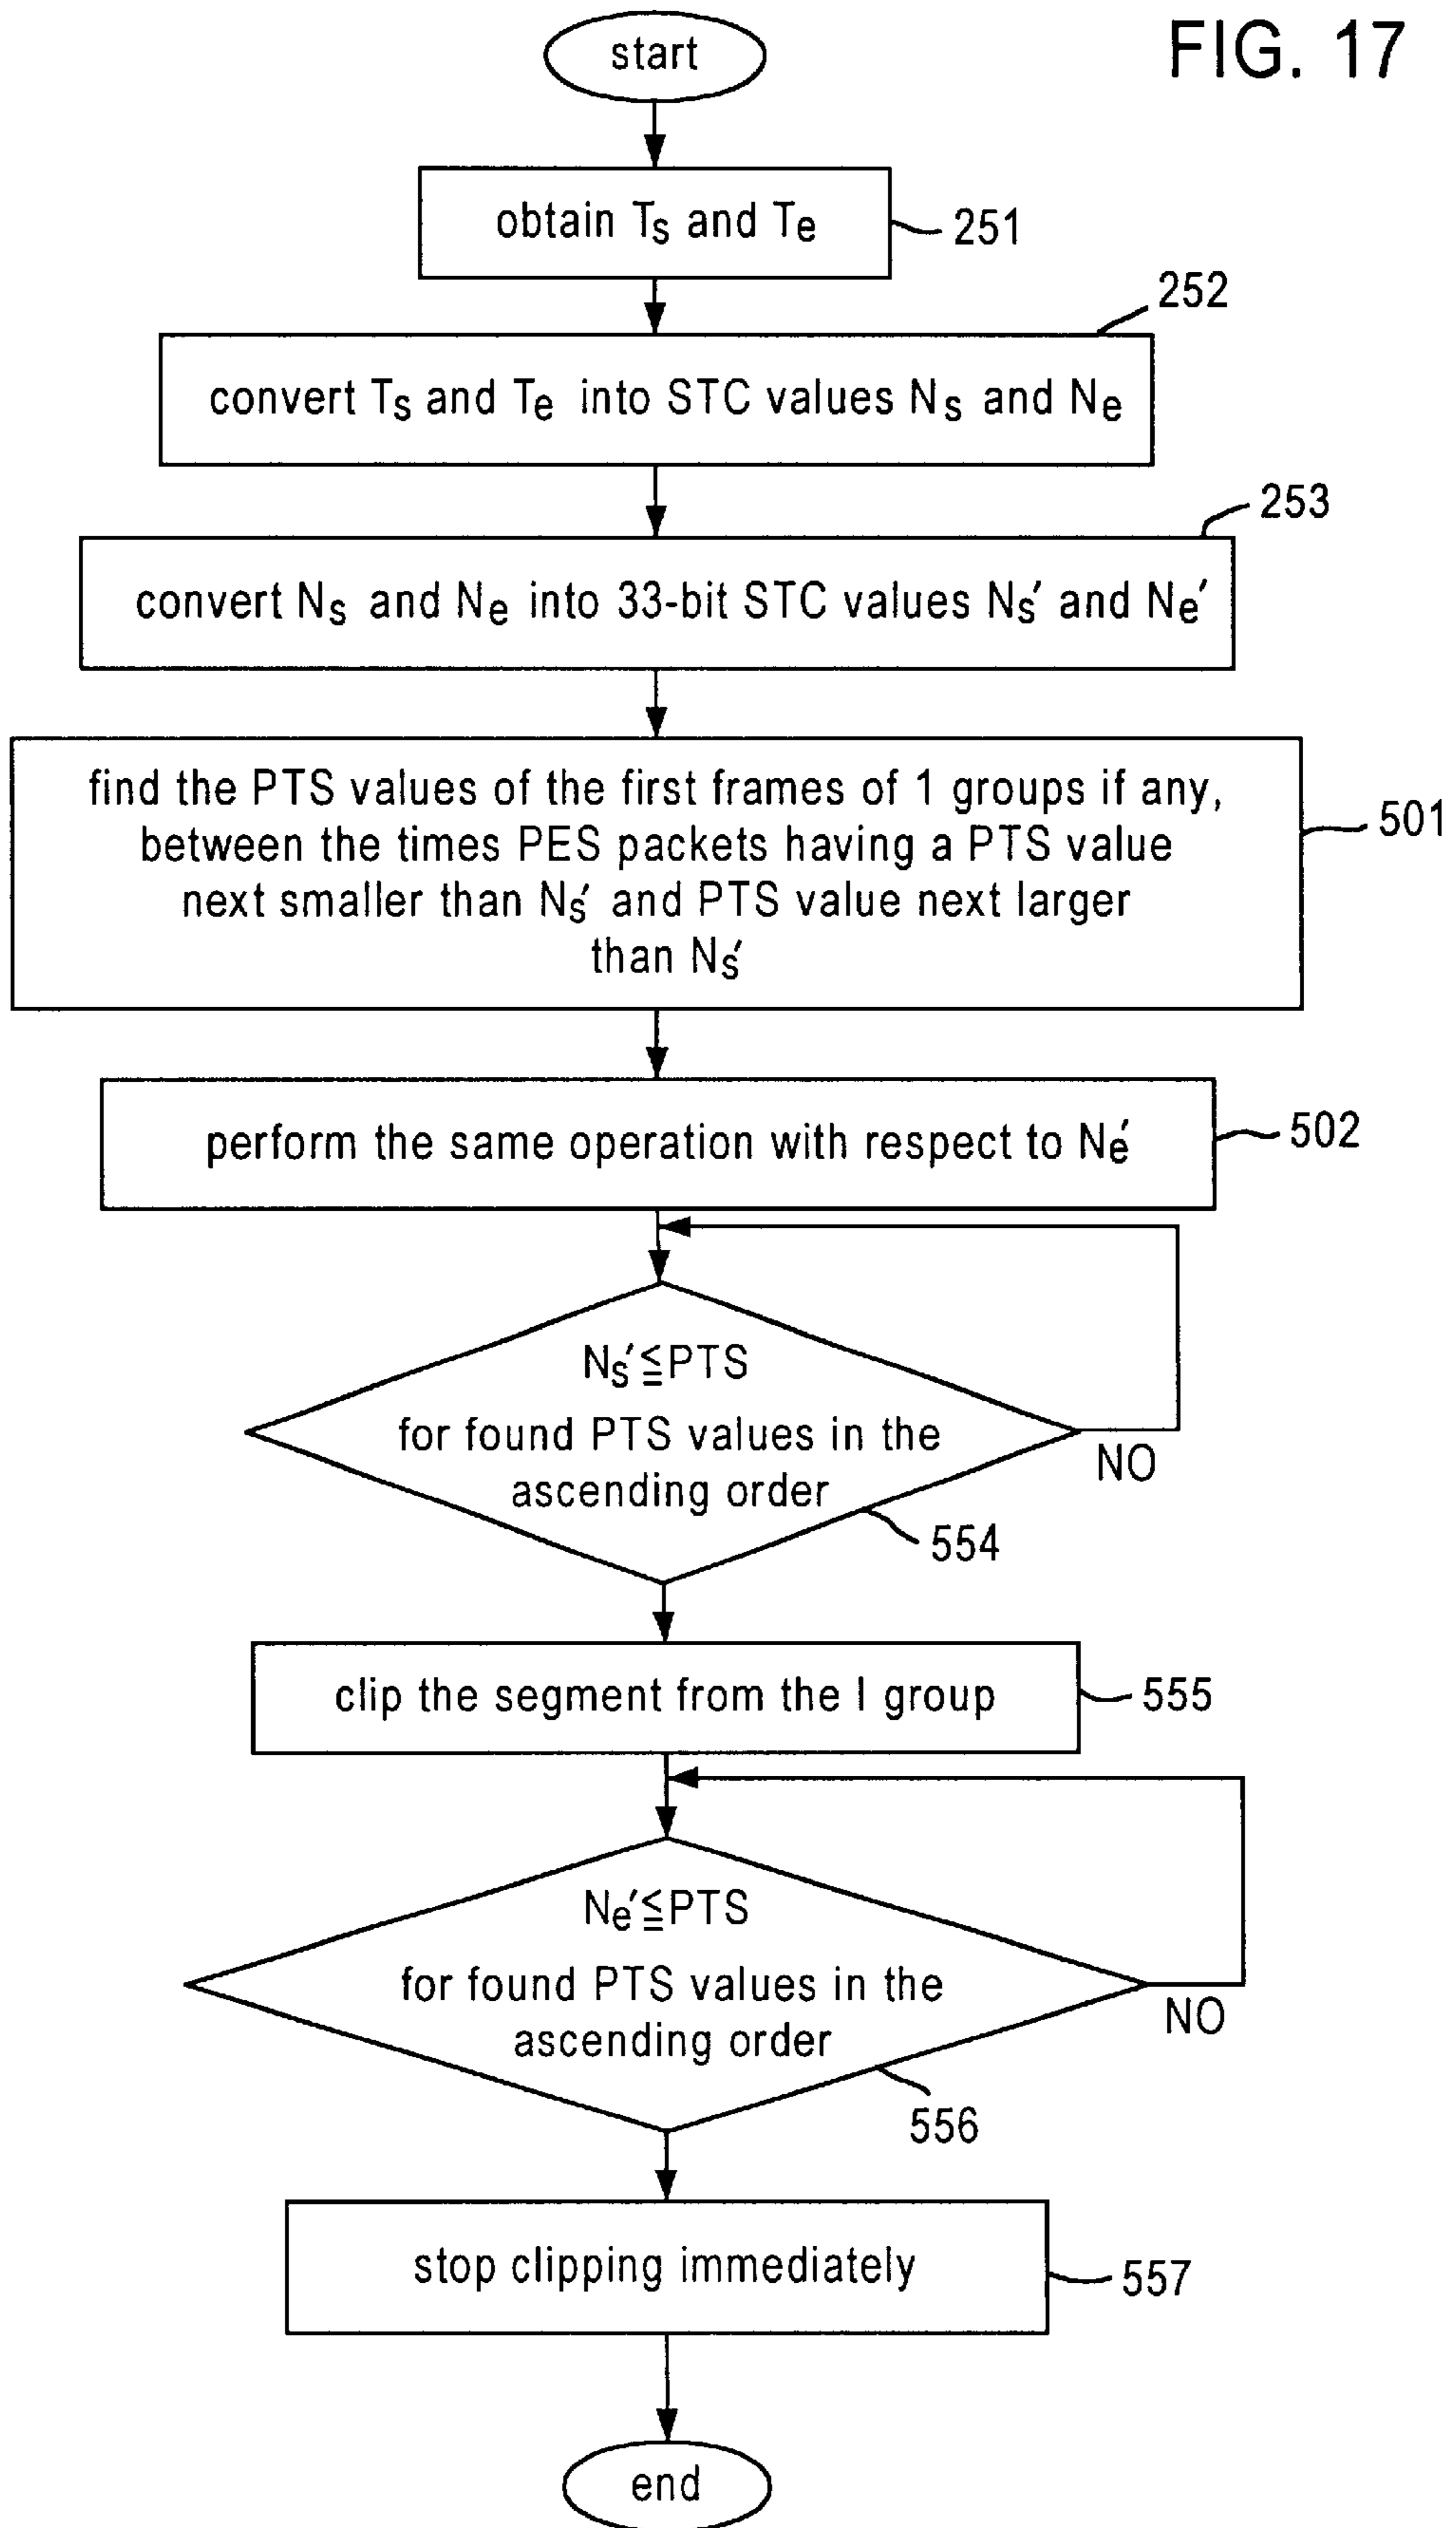 FIG. 17
start
obtain Ts and Te
251
252
convert Ts and Te into STC values Ns and Ne
253
convert Ns and Ne into 33-bit STC values Ns′ and Ne′
find the PTS values of the first frames of 1 groups if any,
between the times PES packets having a PTS value
next smaller than Ns′ and PTS value next larger
than Ns′
501
perform the same operation with respect to Ne′
502
Ns′≦PTS
for found PTS values in the
ascending order
NO
554
clip the segment from the I group
555
Ne′≦PTS
for found PTS values in the
ascending order
NO
556
stop clipping immediately
557
end